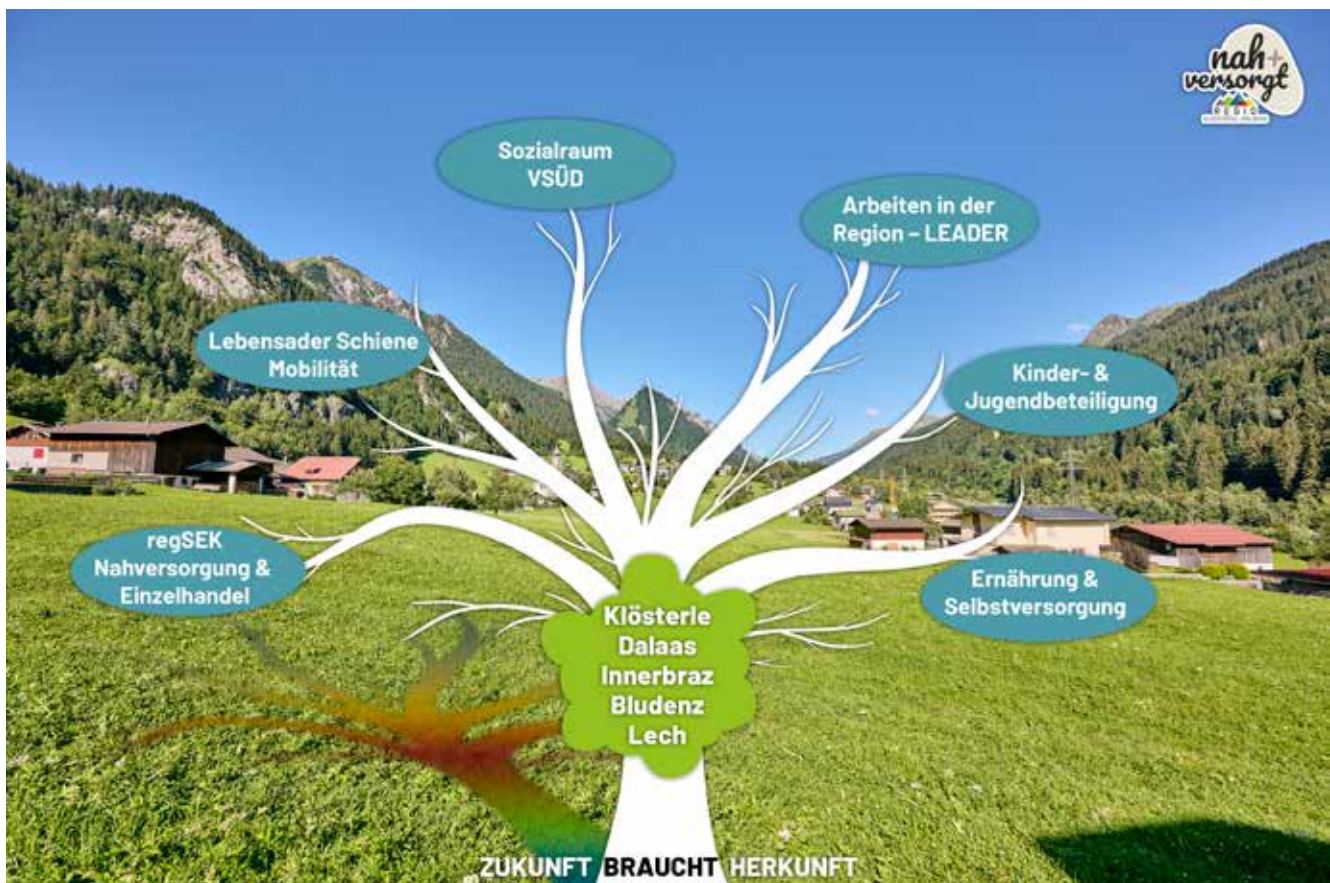 nah+
versorgt
REGIO
Sozialraum
VSÜD
Arbeiten in der
Region – LEADER
Lebensader Schiene
Mobilität
Kinder- &
Jugendbeteiligung
regSEK
Nahversorgung &
Einzelhandel
Ernährung &
Selbstversorgung
Klösterle
Dalaas
Innerbraz
Bludenz
Lech
ZUKUNFT BRAUCHT HERKUNFT